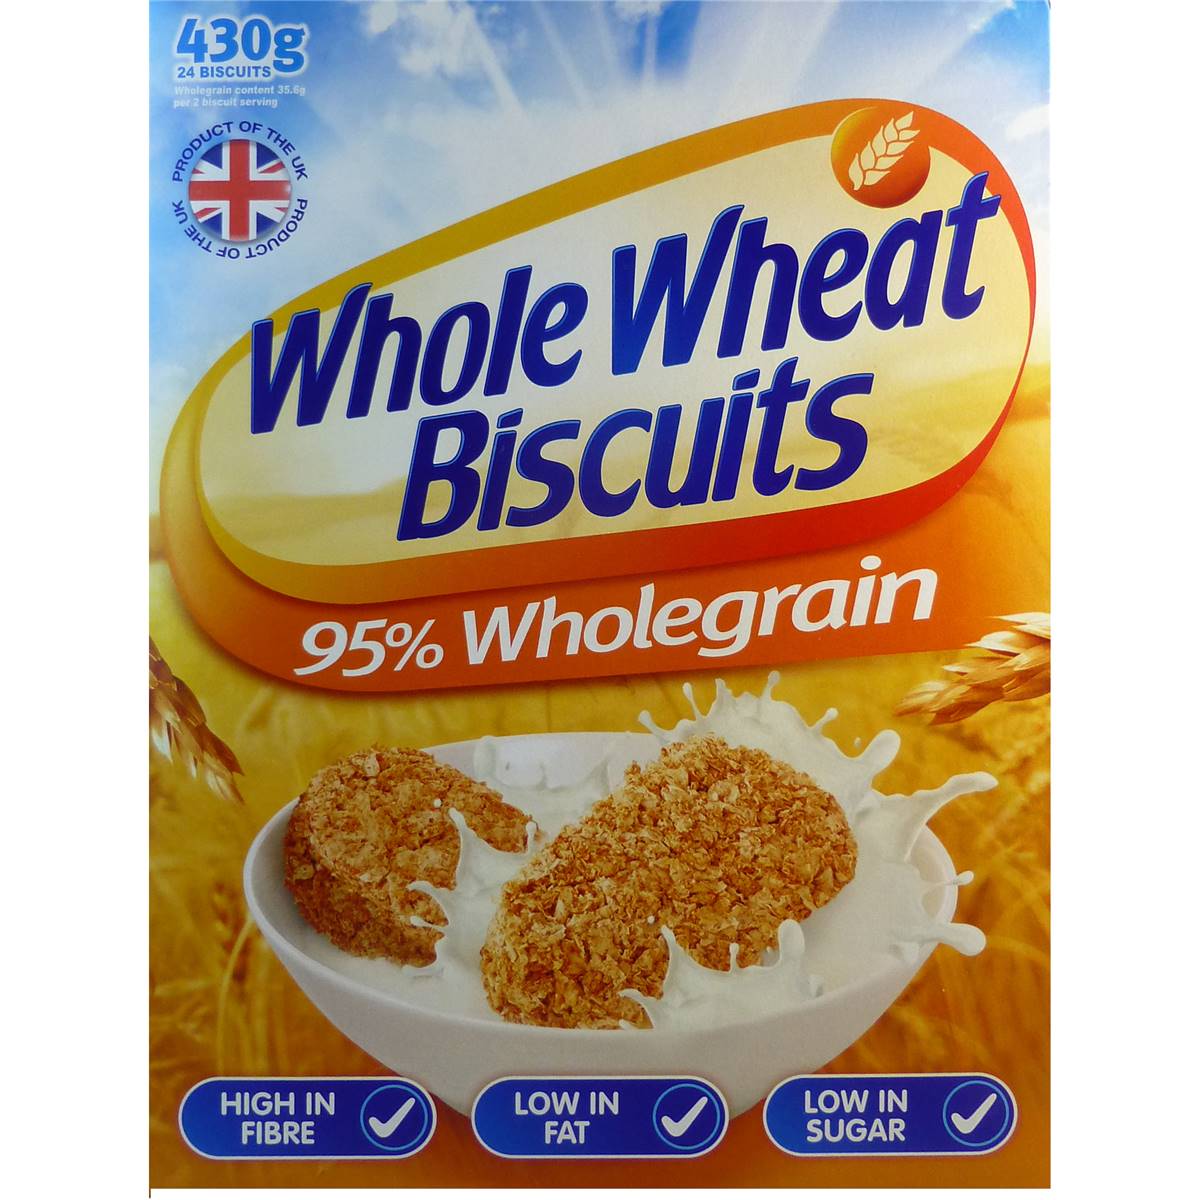 430g
24 BISCUITS
Wholegrain content 35.6g
per 2 biscuit serving
PRODUCT OF THE UK PRODUCT OF THE UK
Whole Wheat
Biscuits
95% Wholegrain
HIGH IN
FIBRE
LOW IN
FAT
LOW IN
SUGAR